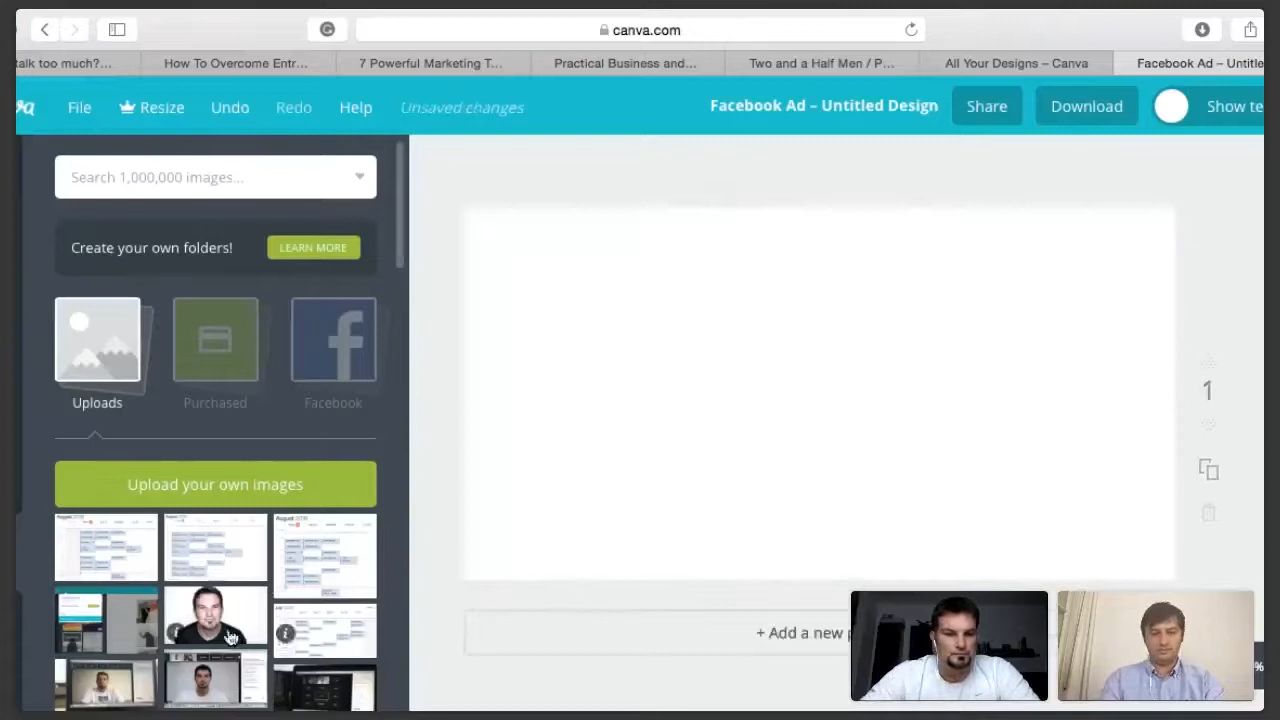 canva.com
talk too much?...
How To Overcome Entr...
7 Powerful Marketing T...
Practical Business and...
Two and a Half Men / P...
All Your Designs – Canva
Facebook Ad – Untitle
File
Resize
Undo
Redo
Help
Unsaved changes
Facebook Ad – Untitled Design
Share
Download
Show te
Search 1,000,000 images...
Create your own folders!
LEARN MORE
Uploads
Purchased
Facebook
Upload your own images
1
+ Add a new p
%